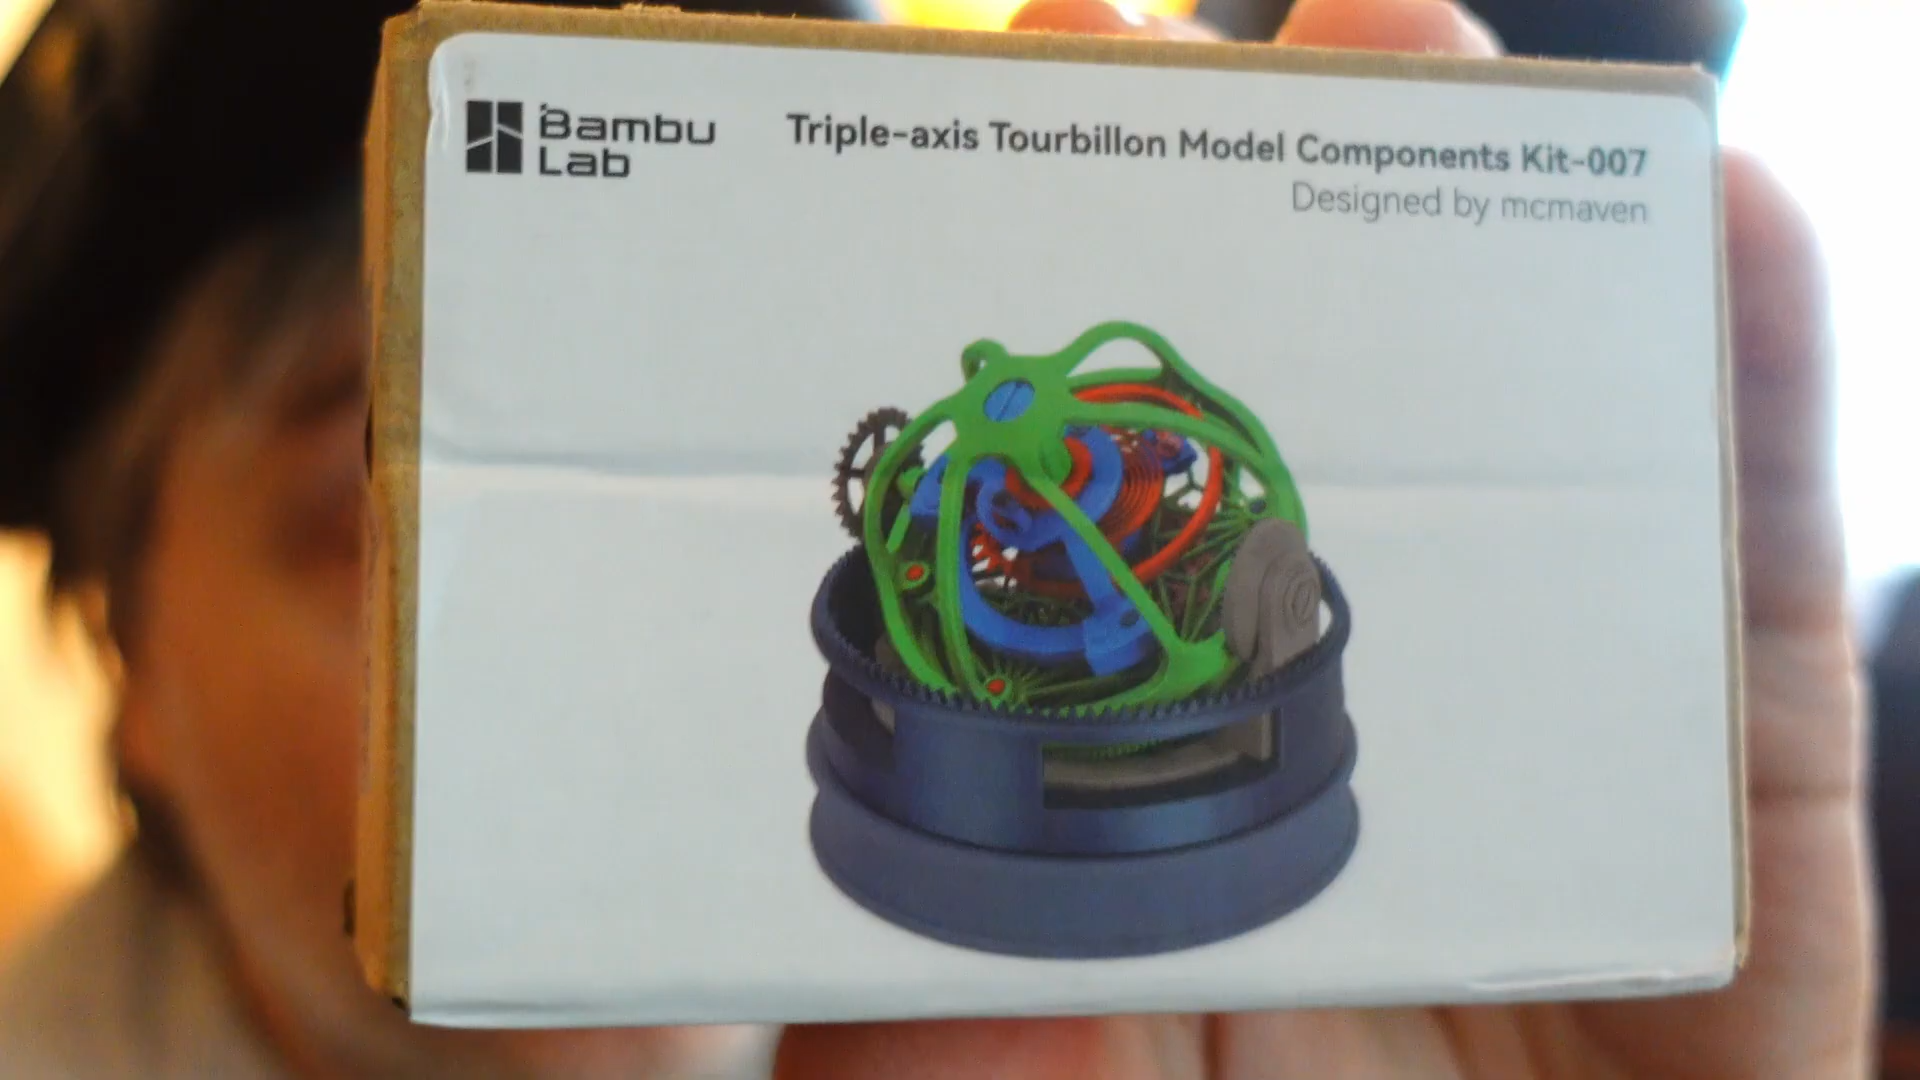 Bambu
Lab
Triple-axis Tourbillon Model Components Kit-007
Designed by mcmaven